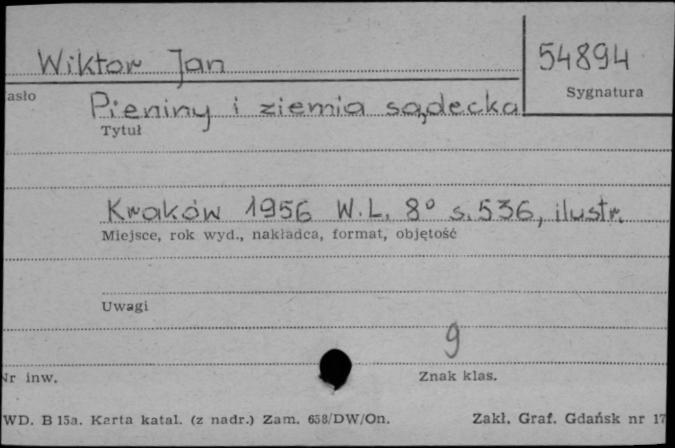 Wiktor Jan
54894
asło
Sygnatura
Pieniny i ziemia sądecka
Tytuł
Kraków 1956 W.L. 8° s. 536, ilustr.
Miejsce, rok wyd., nakładca, format, objętość
Uwagi
9
Nr inw.
Znak klas.
WD. B 15a. Karta katal. (z nadr.) Zam. 658/DW/On.
Zakł. Graf. Gdańsk nr 17